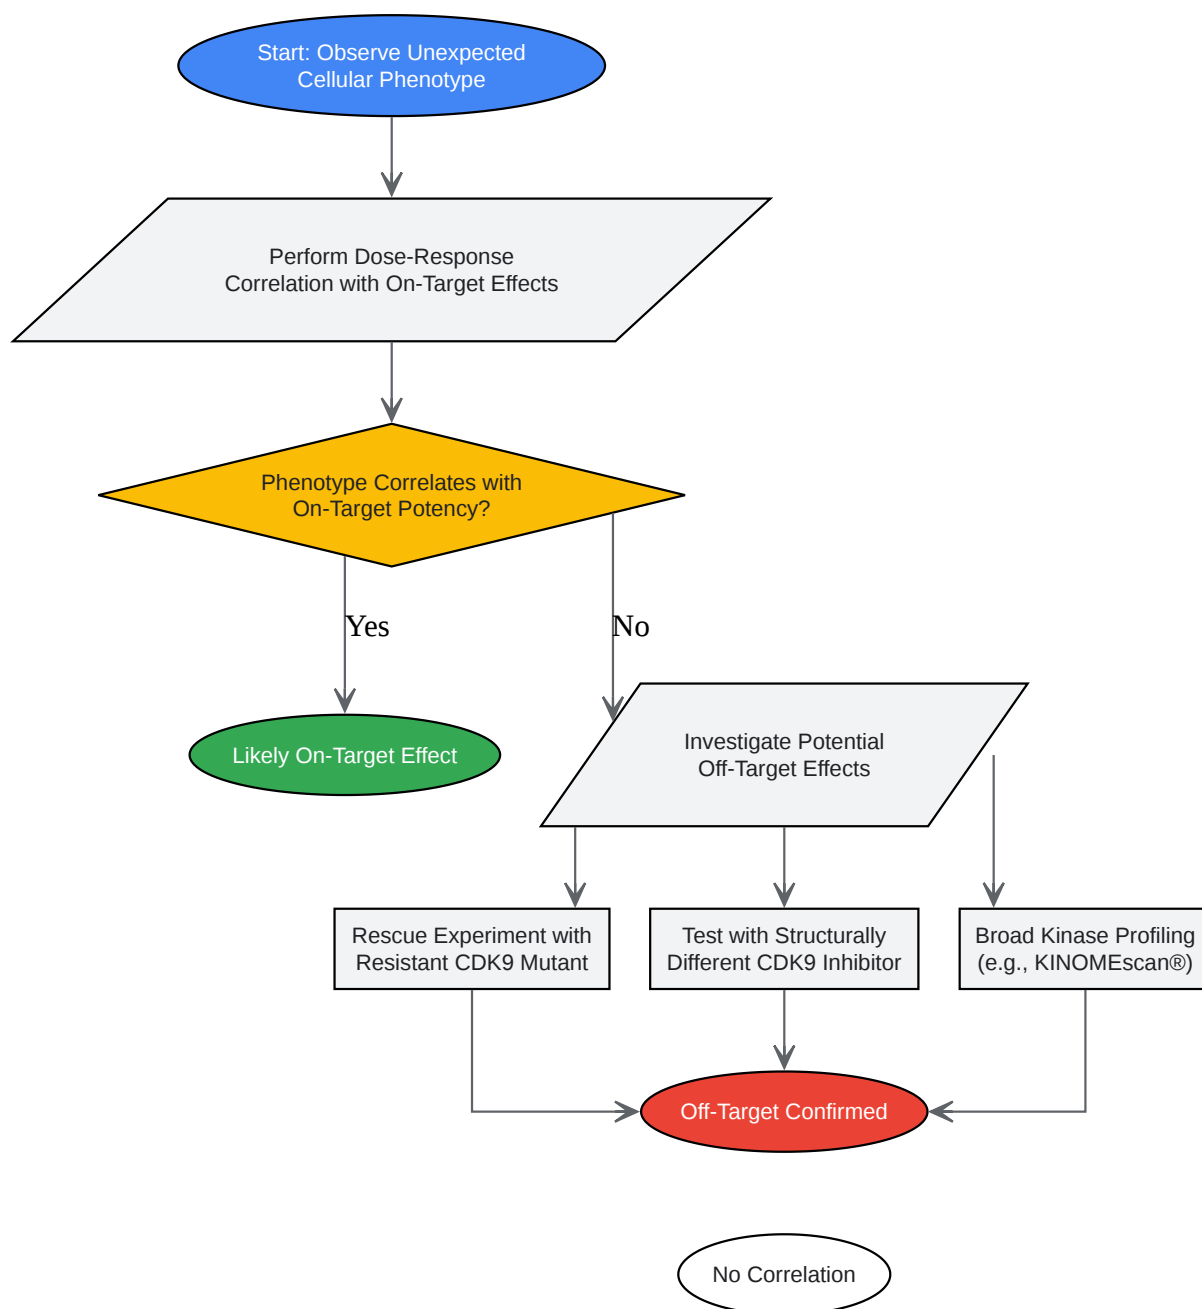 Start: Observe Unexpected
Cellular Phenotype
Perform Dose-Response
Correlation with On-Target Effects
Phenotype Correlates with
On-Target Potency?
Yes
No
Likely On-Target Effect
Investigate Potential
Off-Target Effects
Rescue Experiment with
Resistant CDK9 Mutant
Test with Structurally
Different CDK9 Inhibitor
Broad Kinase Profiling
(e.g., KINOMEscan®)
Off-Target Confirmed
No Correlation